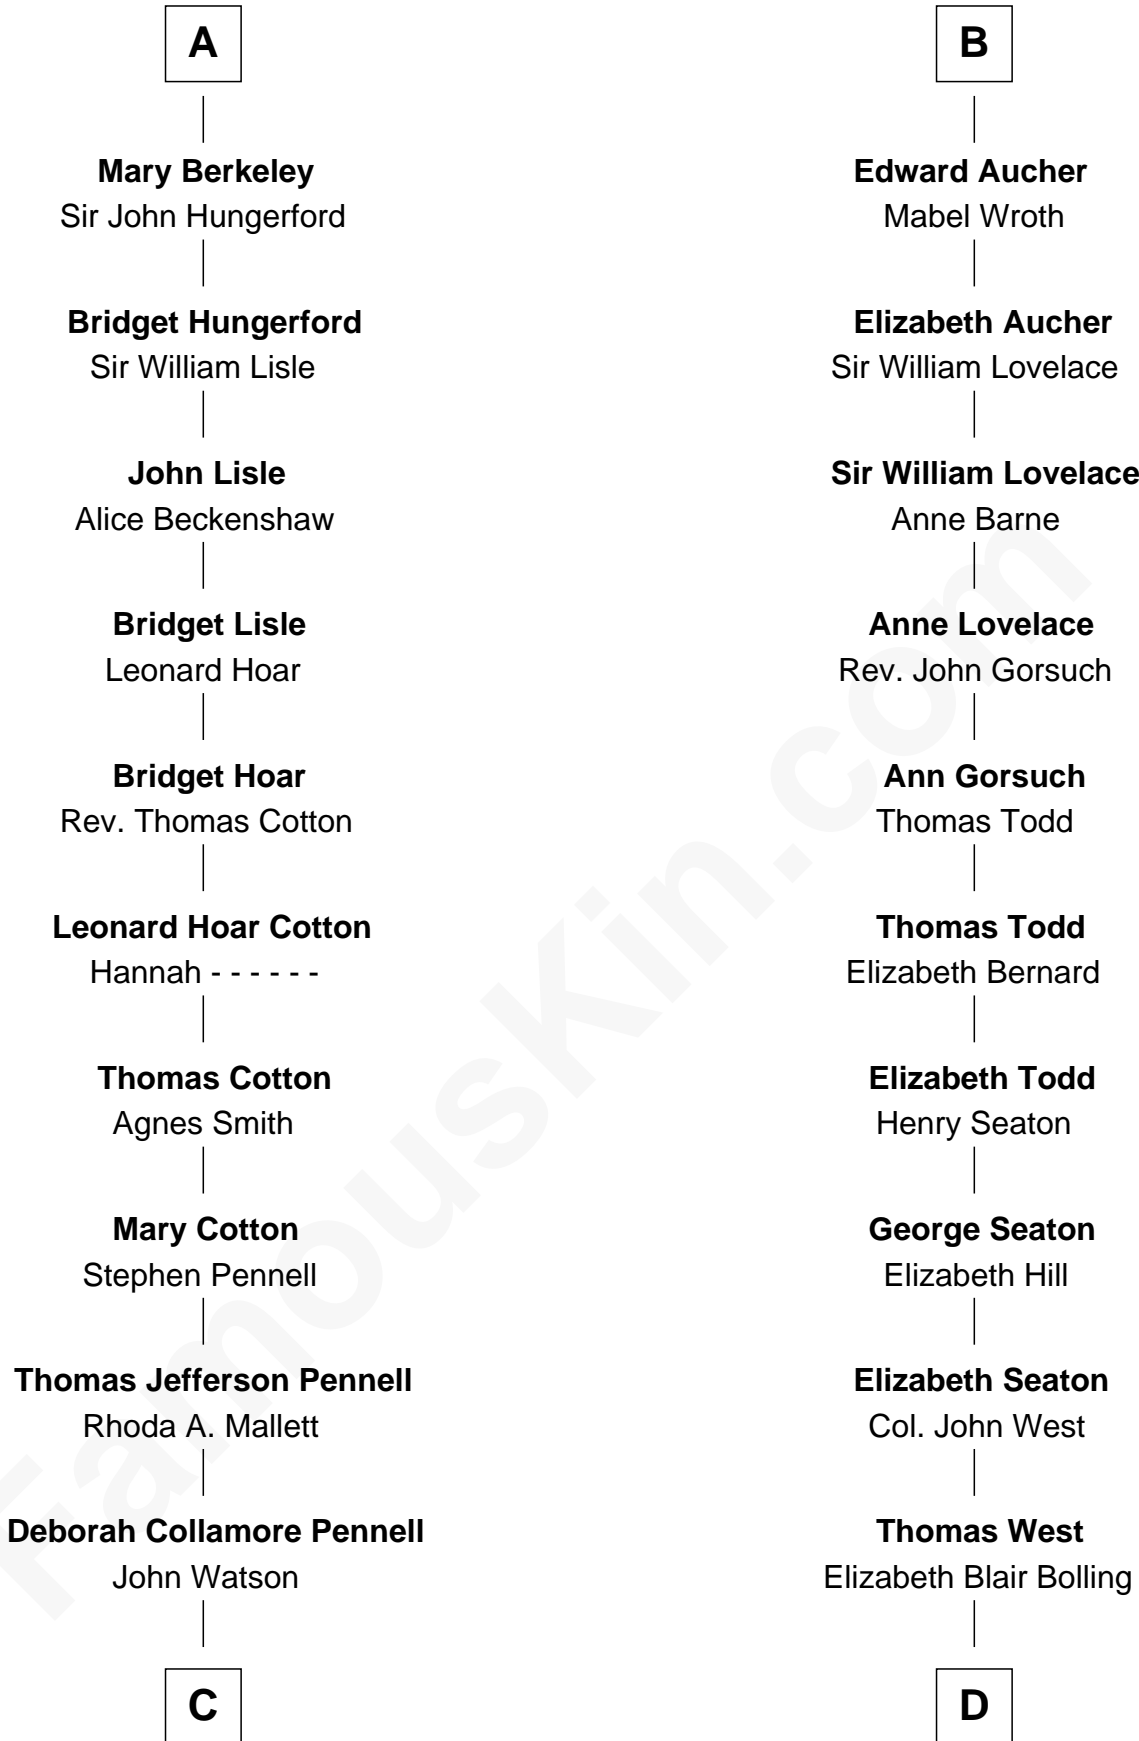 A
Mary Berkeley
Sir John Hungerford
Bridget Hungerford
Sir William Lisle
John Lisle
Alice Beckenshaw
Bridget Lisle
Leonard Hoar
Bridget Hoar
Rev. Thomas Cotton
Leonard Hoar Cotton
Hannah - - - - - -
Thomas Cotton
Agnes Smith
Mary Cotton
Stephen Pennell
Thomas Jefferson Pennell
Rhoda A. Mallett
Deborah Collamore Pennell
John Watson
C
B
Edward Aucher
Mabel Wroth
Elizabeth Aucher
Sir William Lovelace
Sir William Lovelace
Anne Barne
Anne Lovelace
Rev. John Gorsuch
Ann Gorsuch
Thomas Todd
Thomas Todd
Elizabeth Bernard
Elizabeth Todd
Henry Seaton
George Seaton
Elizabeth Hill
Elizabeth Seaton
Col. John West
Thomas West
Elizabeth Blair Bolling
D
FamousKin.com